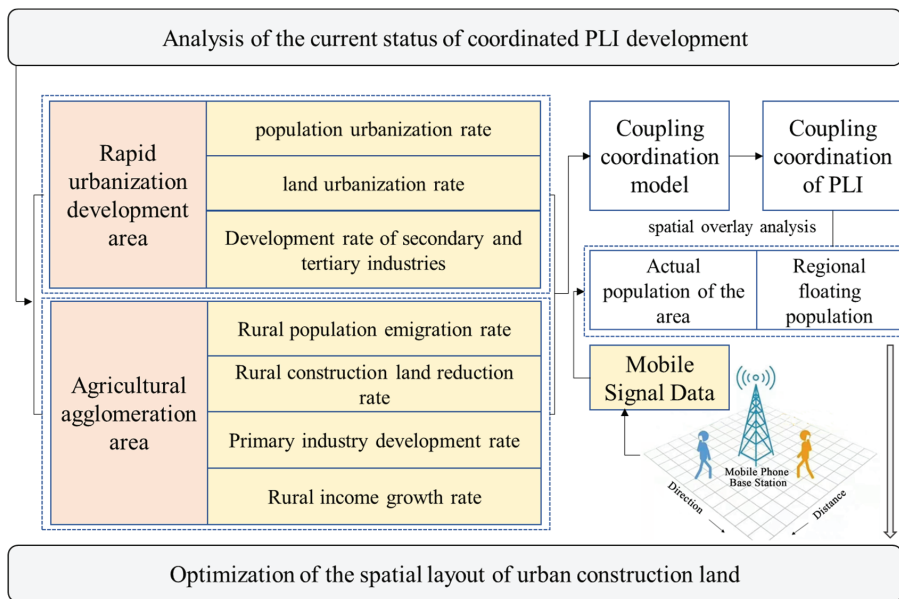 Analysis of the current status of coordinated PLI development
Rapid
urbanization
development
area
population urbanization rate
land urbanization rate
Development rate of secondary and
tertiary industries
Agricultural
agglomeration
area
Rural population emigration rate
Rural construction land reduction
rate
Primary industry development rate
Rural income growth rate
Coupling
coordination
model
Coupling
coordination
of PLI
spatial overlay analysis
Actual
population of the
area
Regional
floating
population
Mobile
Signal Data
Mobile Phone
Base Station
Direction
Distance
Optimization of the spatial layout of urban construction land